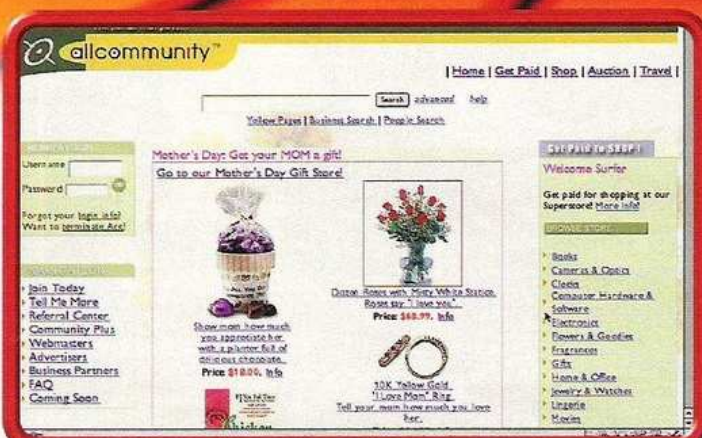 allcommunity™
| Home | Get Paid | Shop | Auction | Travel |
Search advanced help
Yellow Pages | Business Search | People Search
Username
Password
Forgot your login info?
Want to terminate Acc?
Join Today
Tell Me More
Referral Center
Community Plus
Webmasters
Advertisers
Business Partners
FAQ
Coming Soon
Mother's Day: Get your MOM a gift!
Go to our Mother's Day Gift Store!
Show mom how much
you appreciate her
with a planter full of
delicious chocolate.
Price $18.00. Info
Chicken
Dozen Roses with Misty White Statice.
Roses say "I love you".
Price $68.99. Info
10K Yellow Gold
"I Love Mom" Ring.
Tell your mom how much you love
her.
Get Paid to SHOP!
Welcome Surfer
Get paid for shopping at our
Superstore! More Info!
BROWSE STORE
Books
Cameras & Optics
Clocks
Computer Hardware &
Software
Electronics
Flowers & Goodies
Fragrances
Gifts
Home & Office
Jewelry & Watches
Lingerie
Movies